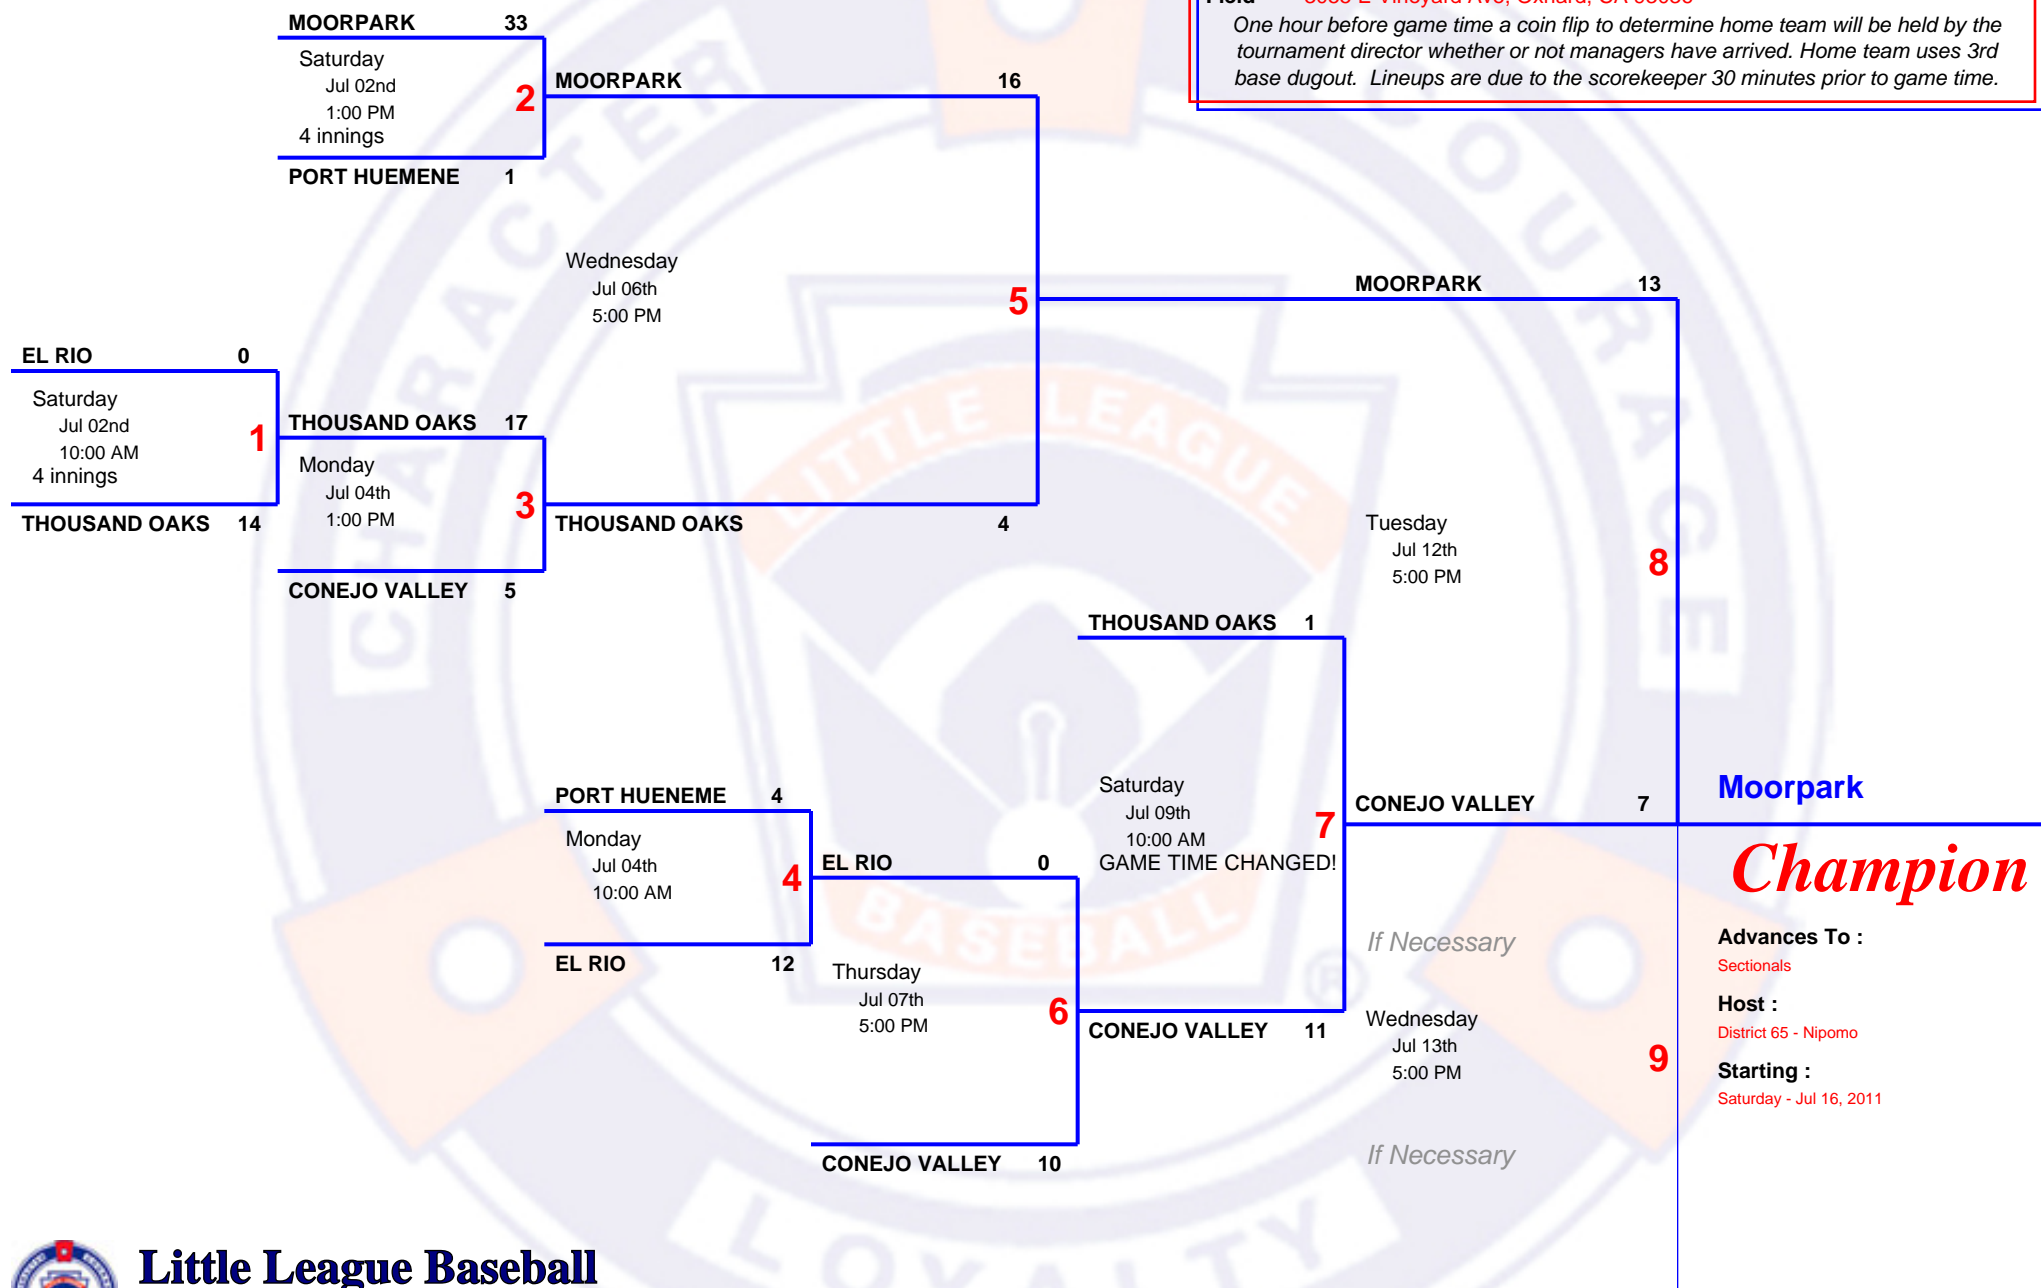 MOORPARK 33
Saturday
Jul 02nd
1:00 PM
4 innings
2
PORT HUEMENE 1
MOORPARK 16
One hour before game time a coin flip to determine home team will be held by the
tournament director whether or not managers have arrived. Home team uses 3rd
base dugout. Lineups are due to the scorekeeper 30 minutes prior to game time.
Wednesday
Jul 06th
5:00 PM
5
MOORPARK 13
EL RIO 0
Saturday
Jul 02nd
10:00 AM
4 innings
1
THOUSAND OAKS 14
THOUSAND OAKS 17
Monday
Jul 04th
1:00 PM
3
CONEJO VALLEY 5
THOUSAND OAKS 4
Tuesday
Jul 12th
5:00 PM
8
THOUSAND OAKS 1
PORT HUENEME 4
Monday
Jul 04th
10:00 AM
4
EL RIO 12
EL RIO 0
Thursday
Jul 07th
5:00 PM
6
CONEJO VALLEY 10
Saturday
Jul 09th
10:00 AM
GAME TIME CHANGED!
7
CONEJO VALLEY 11
CONEJO VALLEY 7
If Necessary
Wednesday
Jul 13th
5:00 PM
9
If Necessary
Moorpark
Champion
Advances To :
Sectionals
Host :
District 65 - Nipomo
Starting :
Saturday - Jul 16, 2011
CHARACTER
COURAGE
LOYALTY
LITTLE LEAGUE
BASEBALL
®
Little League Baseball